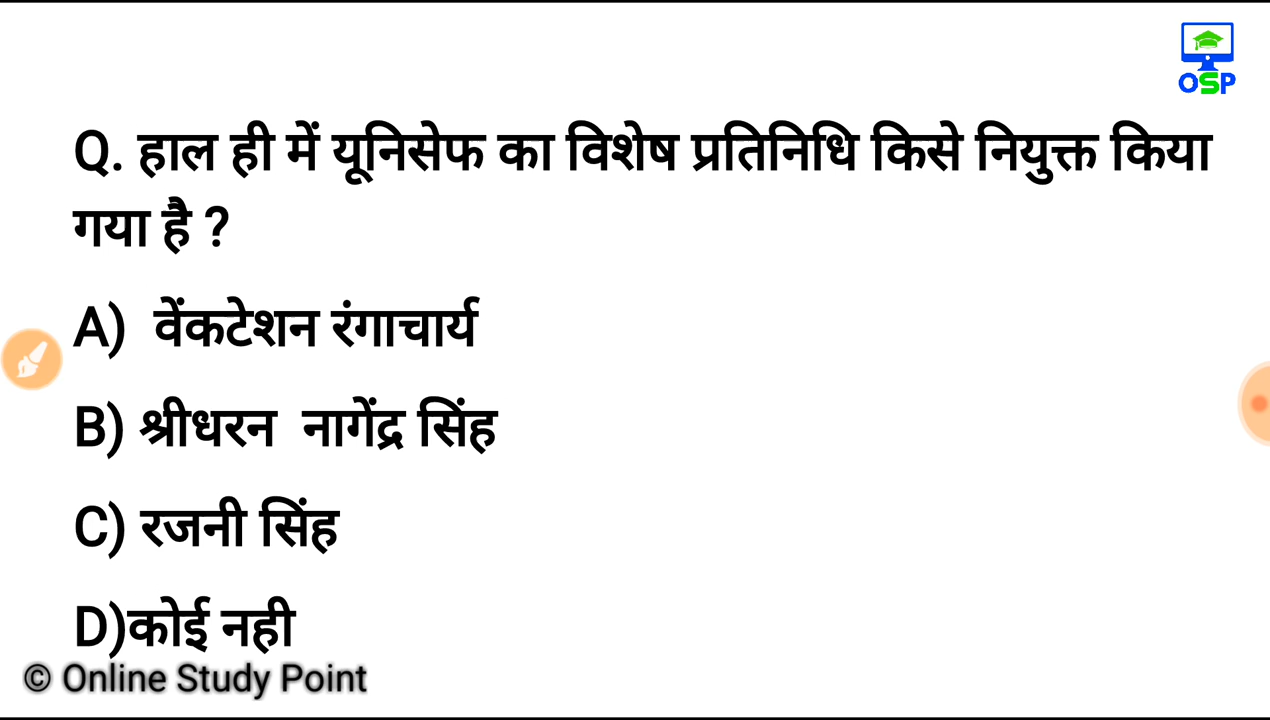 OSP
Q. हाल ही में यूनिसेफ का विशेष प्रतिनिधि किसे नियुक्त किया
गया है ?
A) वेंकटेशन रंगाचार्य
B) श्रीधरन नागेंद्र सिंह
C) रजनी सिंह
D)कोई नही
© Online Study Point